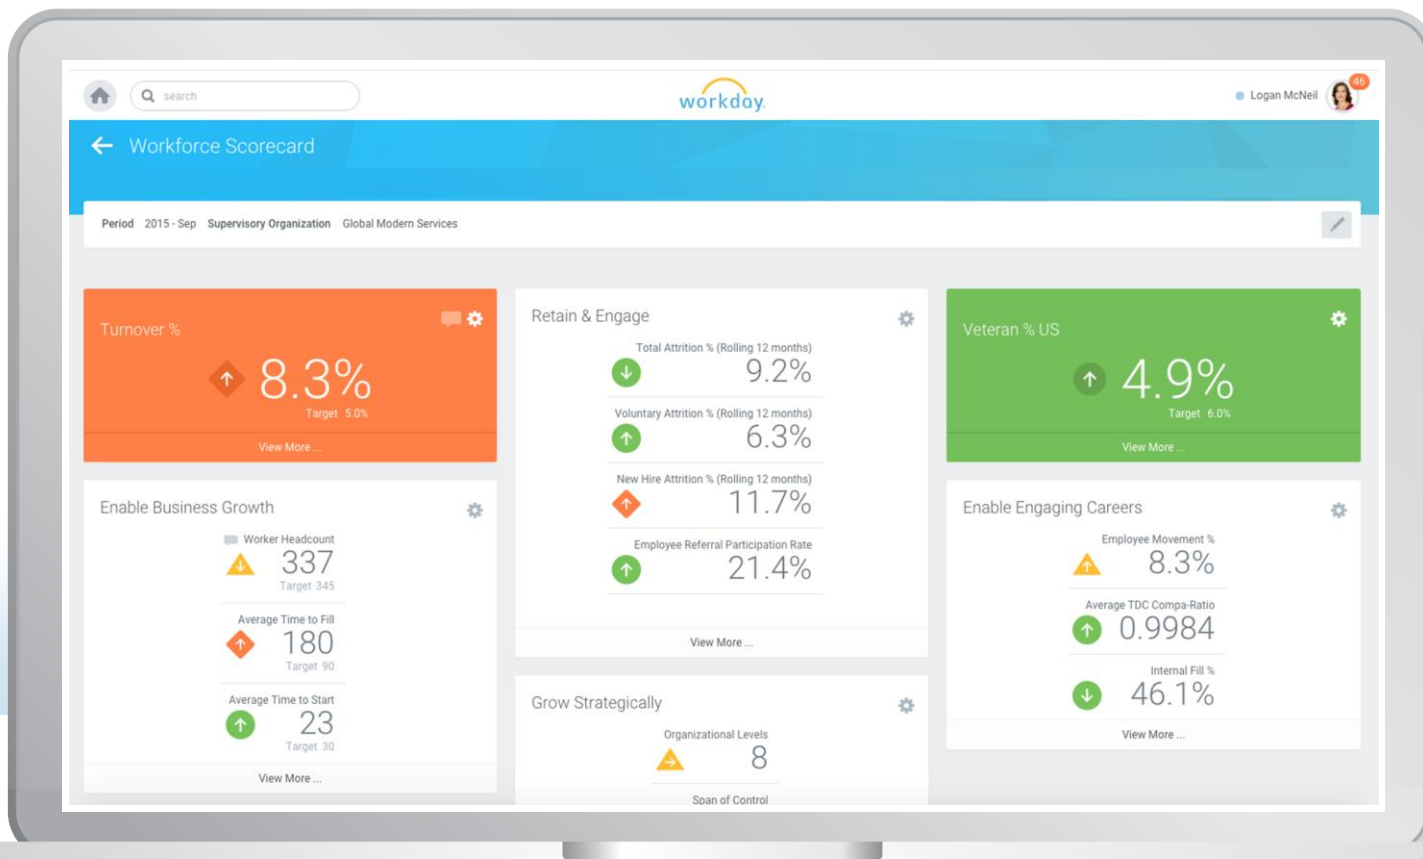 search
workday.
Logan McNeil
46
Workforce Scorecard
Period 2015 - Sep Supervisory Organization Global Modern Services
Turnover %
8.3%
Target 5.0%
View More ...
Enable Business Growth
Worker Headcount
337
Target 345
Average Time to Fill
180
Target 90
Average Time to Start
23
Target 30
View More ...
Retain & Engage
Total Attrition % (Rolling 12 months)
9.2%
Voluntary Attrition % (Rolling 12 months)
6.3%
New Hire Attrition % (Rolling 12 months)
11.7%
Employee Referral Participation Rate
21.4%
View More ...
Grow Strategically
Organizational Levels
8
Span of Control
Veteran % US
4.9%
Target 6.0%
View More ...
Enable Engaging Careers
Employee Movement %
8.3%
Average TDC Compa-Ratio
0.9984
Internal Fill %
46.1%
View More ...